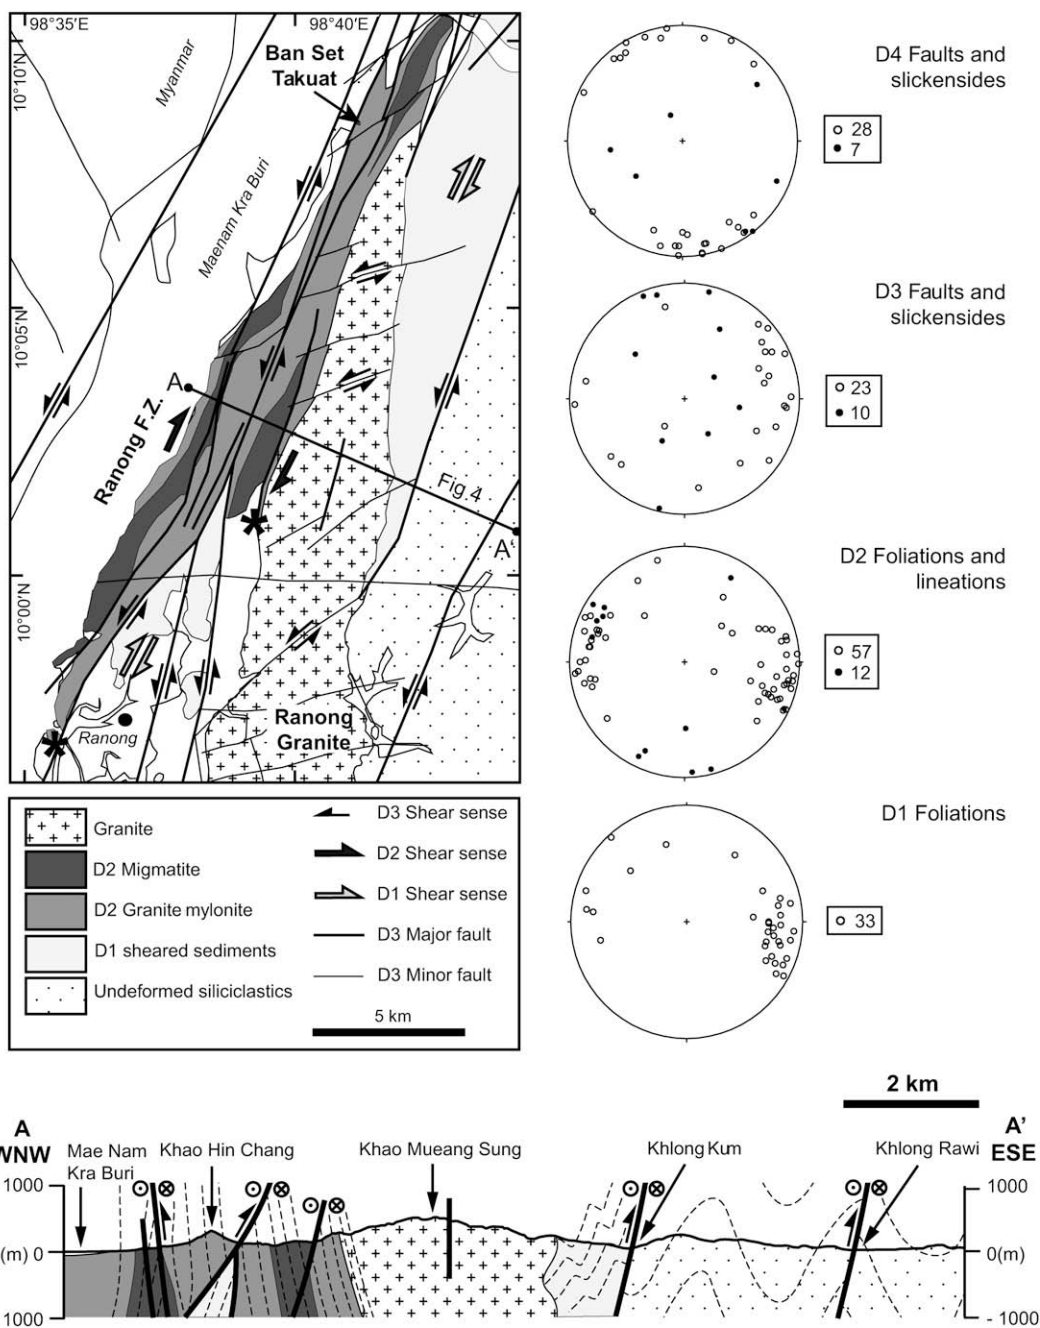 98°35′E
98°40′E
10°10′N
10°05′N
10°00′N
Myanmar
Ban Set
Takuat
Maenam Kra Buri
A
Ranong F.Z.
Fig.4
A'
Ranong
Ranong
Granite
Granite
D2 Migmatite
D2 Granite mylonite
D1 sheared sediments
Undeformed siliciclastics
D3 Shear sense
D2 Shear sense
D1 Shear sense
D3 Major fault
D3 Minor fault
5 km
D4 Faults and
slickensides
28
7
D3 Faults and
slickensides
23
10
D2 Foliations and
lineations
57
12
D1 Foliations
33
2 km
A
WNW
Mae Nam
Kra Buri
Khao Hin Chang
Khao Mueang Sung
Khlong Kum
Khlong Rawi
A'
ESE
1000
(m) 0
1000
1000
0(m)
- 1000